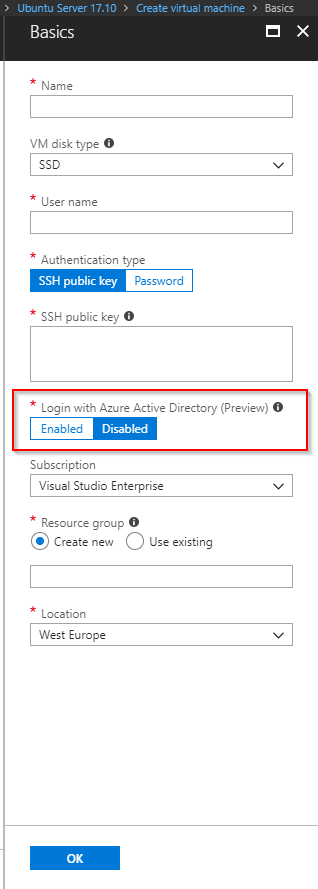 Ubuntu Server 17.10 > Create virtual machine > Basics
Basics
* Name
VM disk type
SSD
* User name
* Authentication type
SSH public key Password
* SSH public key
* Login with Azure Active Directory (Preview)
Enabled Disabled
Subscription
Visual Studio Enterprise
* Resource group
Create new Use existing
* Location
West Europe
OK